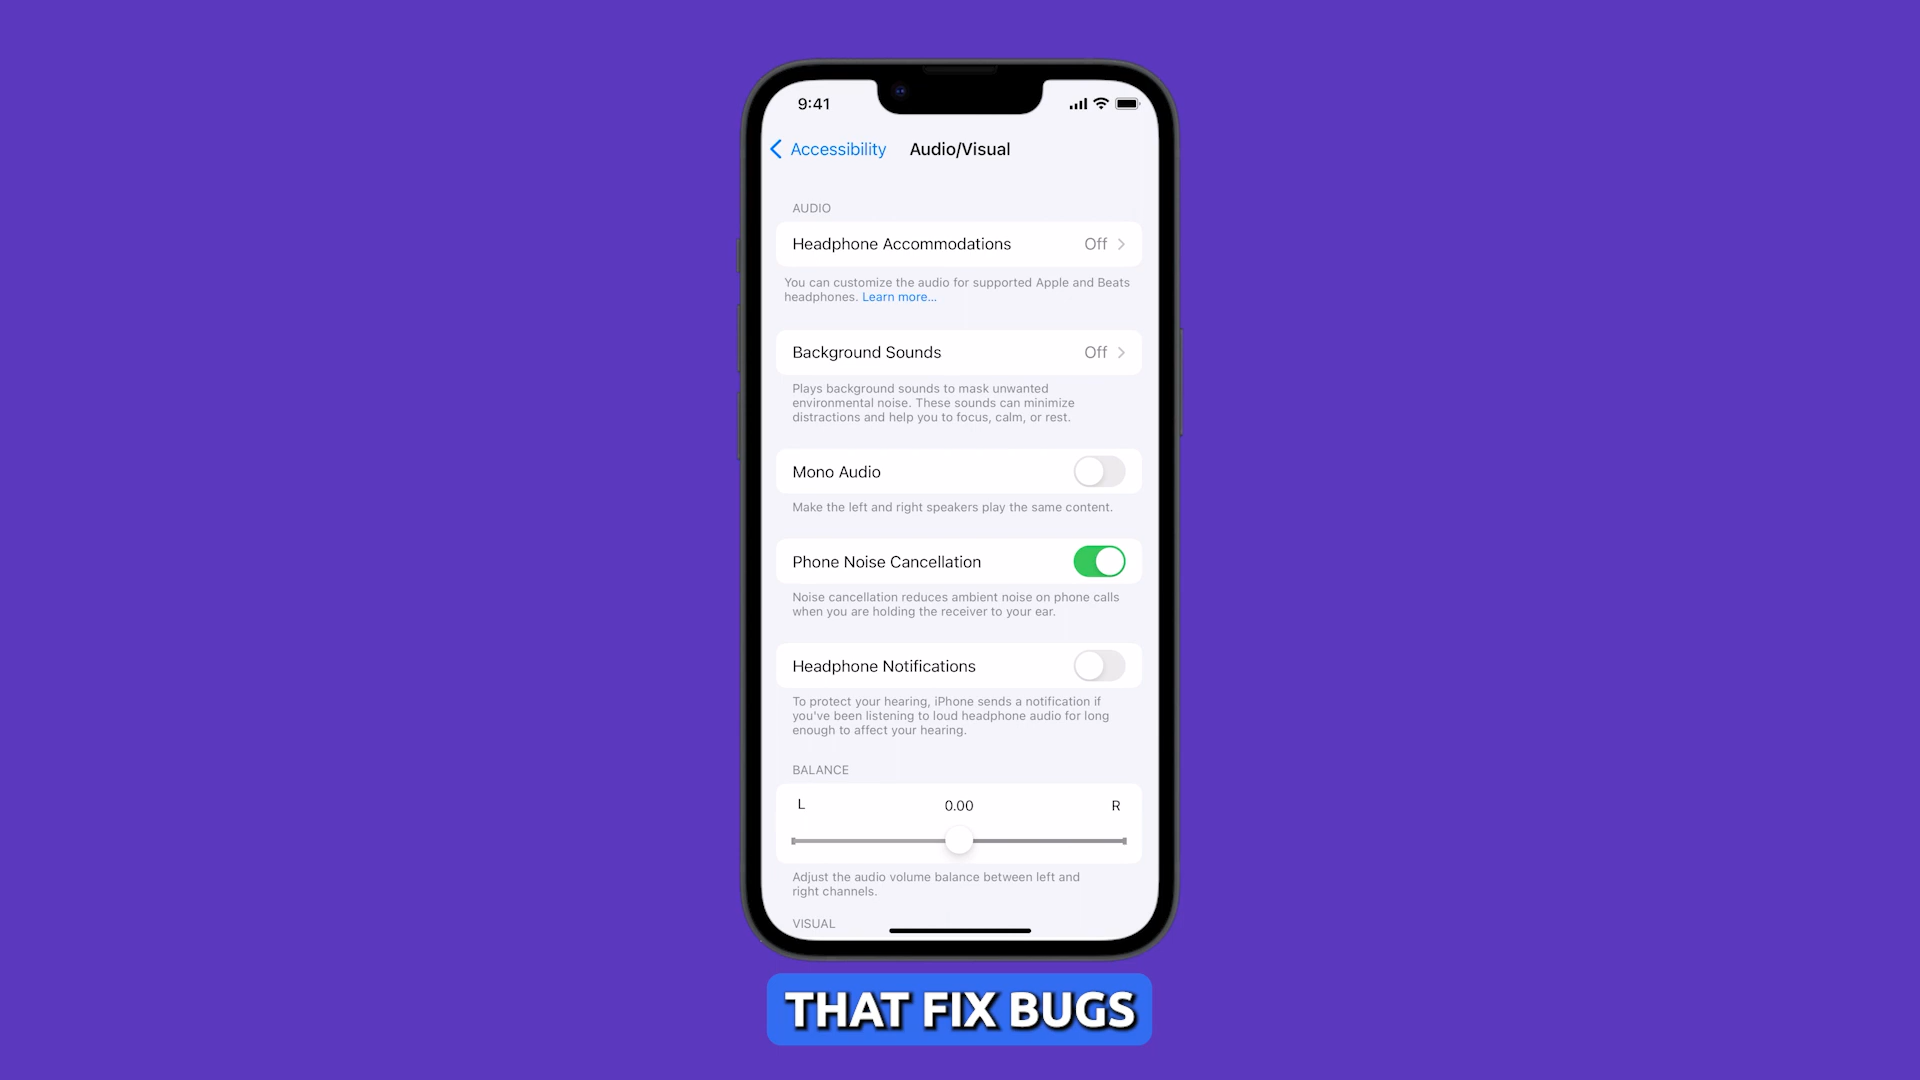 9:41
Accessibility Audio/Visual
AUDIO
Headphone Accommodations Off
You can customize the audio for supported Apple and Beats
headphones. Learn more...
Background Sounds Off
Plays background sounds to mask unwanted
environmental noise. These sounds can minimize
distractions and help you to focus, calm, or rest.
Mono Audio
Make the left and right speakers play the same content.
Phone Noise Cancellation
Noise cancellation reduces ambient noise on phone calls
when you are holding the receiver to your ear.
Headphone Notifications
To protect your hearing, iPhone sends a notification if
you've been listening to loud headphone audio for long
enough to affect your hearing.
BALANCE
L 0.00 R
Adjust the audio volume balance between left and
right channels.
VISUAL
THAT FIX BUGS